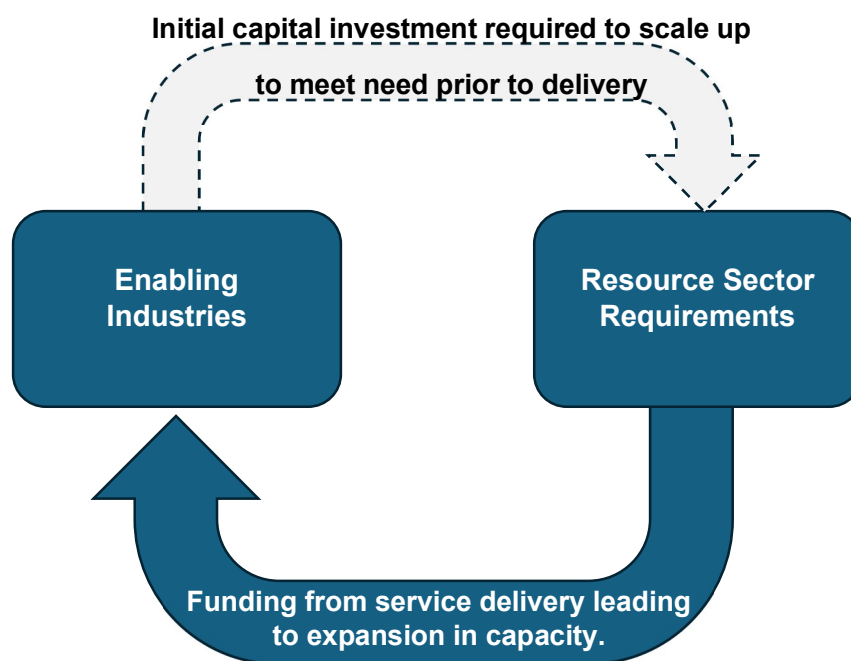 Initial capital investment required to scale up
to meet need prior to delivery
Enabling
Industries
Resource Sector
Requirements
Funding from service delivery leading
to expansion in capacity.